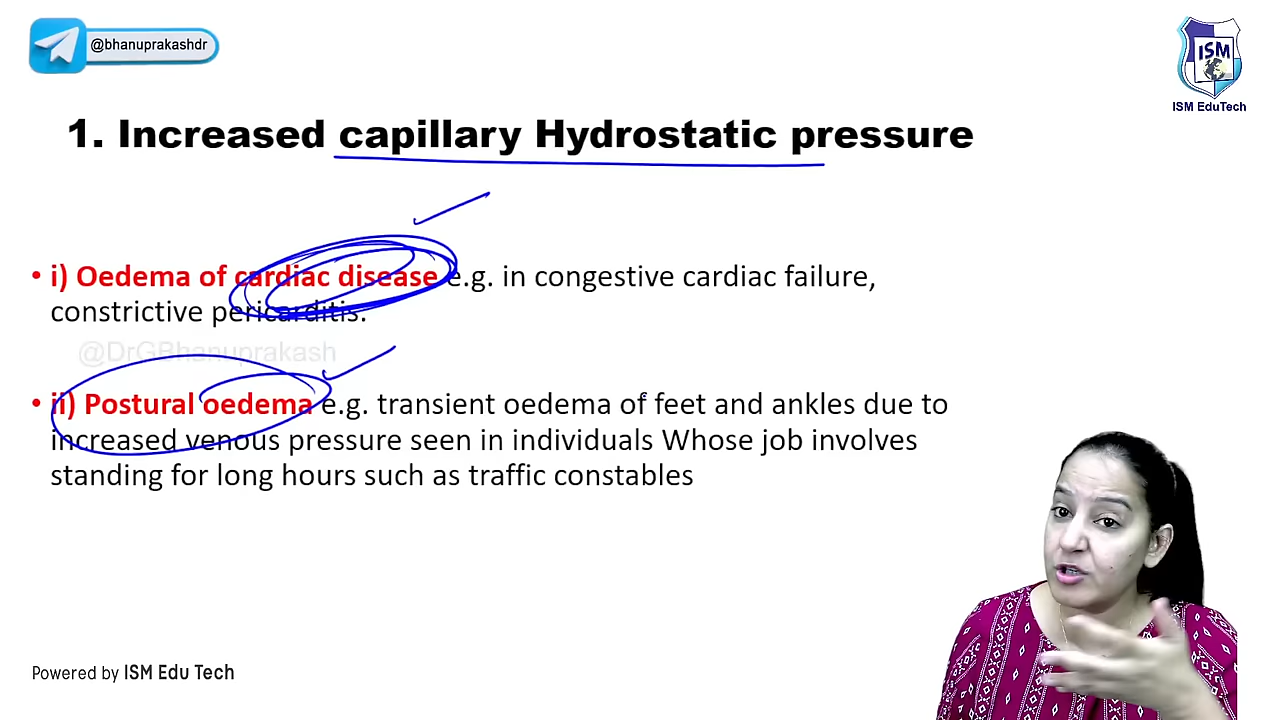 @bhanuprakashdr
ISM
ISM EduTech
1. Increased capillary Hydrostatic pressure
• i) Oedema of cardiac disease e.g. in congestive cardiac failure,
constrictive pericarditis.
@DrGBhanuprakash
• ii) Postural oedema e.g. transient oedema of feet and ankles due to
increased venous pressure seen in individuals Whose job involves
standing for long hours such as traffic constables
Powered by ISM Edu Tech